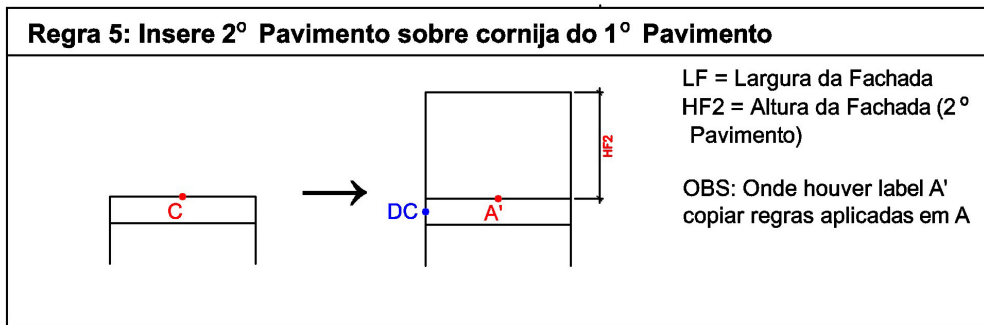 Regra 5: Insere 2º Pavimento sobre cornija do 1º Pavimento
LF = Largura da Fachada
HF2 = Altura da Fachada (2º
Pavimento)
HF2
OBS: Onde houver label A'
copiar regras aplicadas em A
C
DC
A'